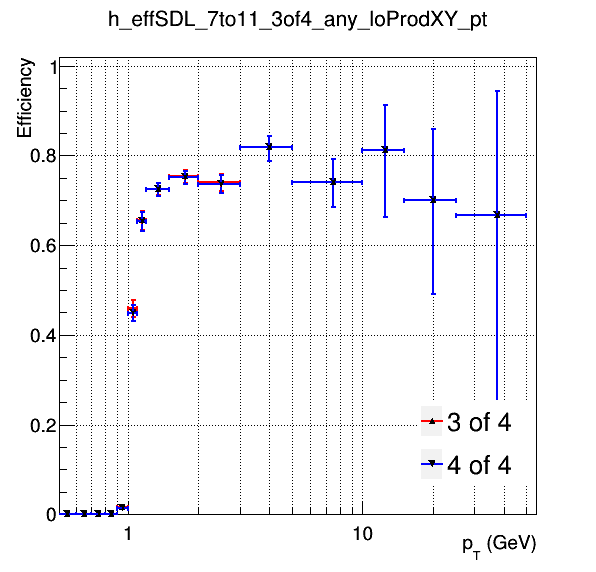 h_effSDL_7to11_3of4_any_loProdXY_pt
Efficiency
1
0.8
0.6
0.4
0.2
0
3 of 4
4 of 4
1
10
p_T (GeV)